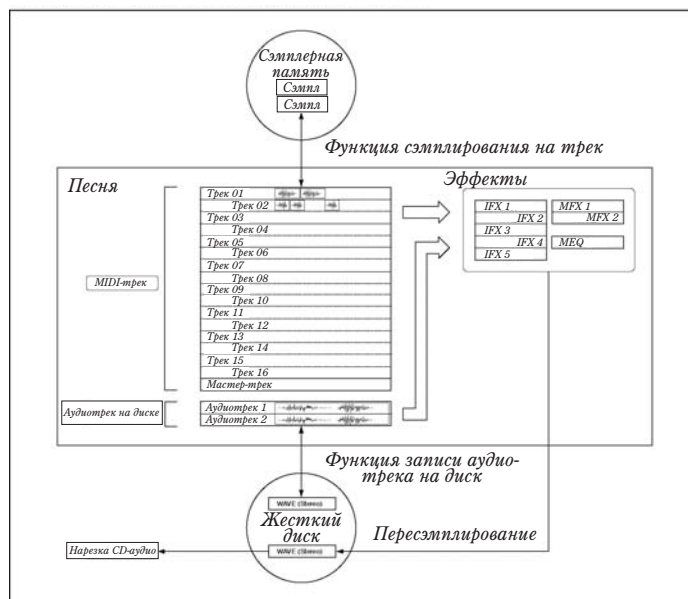 Сэмплерная
память
Сэмпл
Сэмпл
Функция сэмплирования на трек
Песня
Эффекты
MIDI-трек
Трек 01
Трек 02
Трек 03
Трек 04
Трек 05
Трек 06
Трек 07
Трек 08
Трек 09
Трек 10
Трек 11
Трек 12
Трек 13
Трек 14
Трек 15
Трек 16
Мастер-трек
IFX 1
IFX 2
IFX 3
IFX 4
IFX 5
MFX 1
MFX 2
MEQ
Аудиотрек на диске
Аудиотрек 1
Аудиотрек 2
Функция записи аудио-
трека на диск
WAVE (Stereo)
Жесткий
диск
WAVE (Stereo)
Пересэмплирование
Нарезка CD-аудио